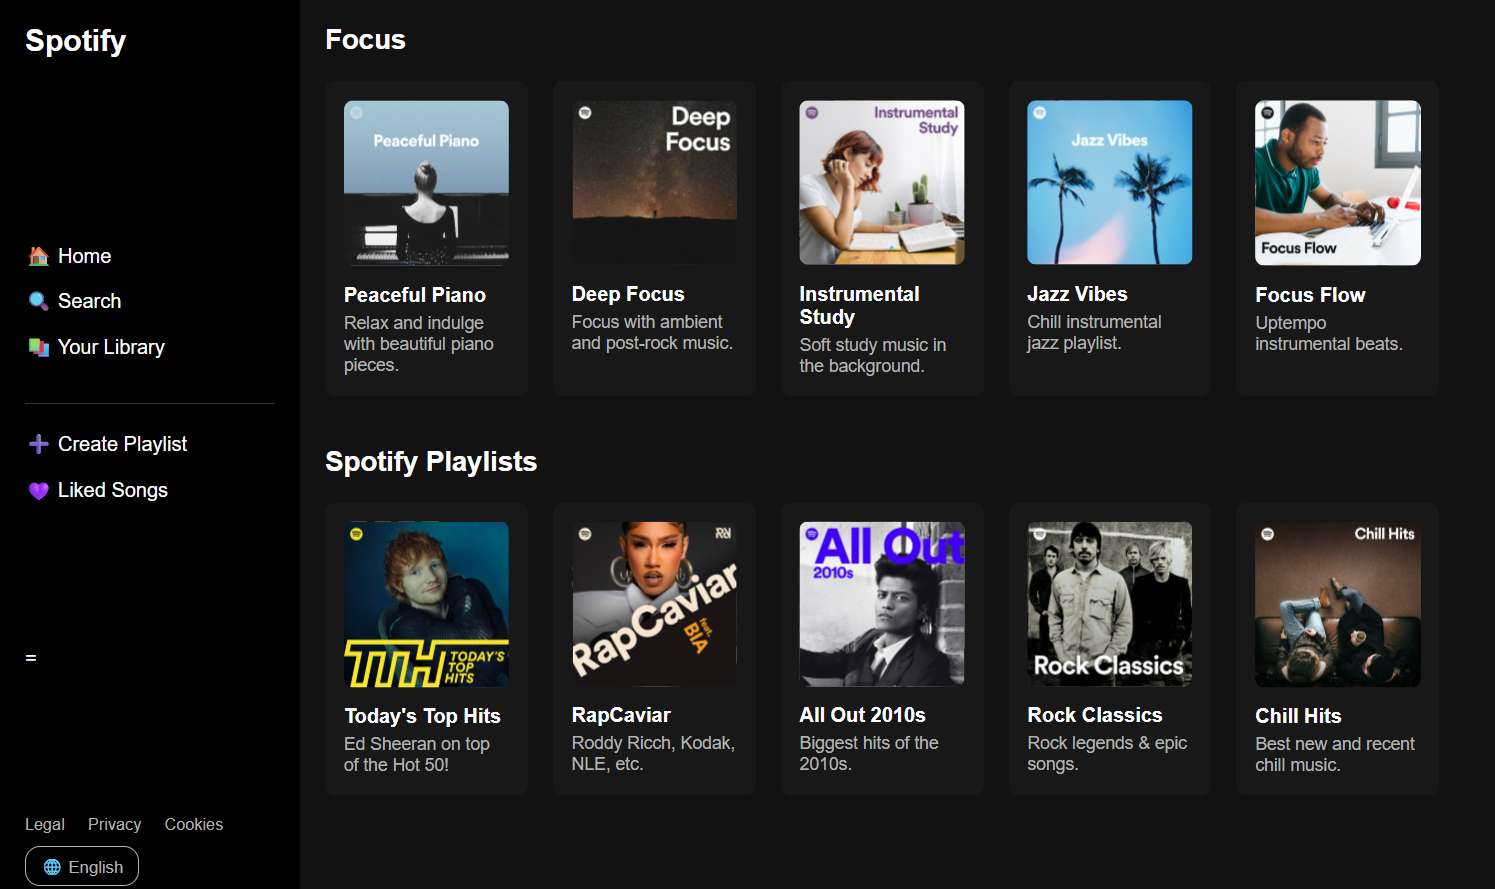 Spotify
Home
Search
Your Library
Create Playlist
Liked Songs
=
Legal Privacy Cookies
English
Focus
Peaceful Piano
Peaceful Piano
Relax and indulge
with beautiful piano
pieces.
Deep
Focus
Deep Focus
Focus with ambient
and post-rock music.
Instrumental
Study
Instrumental
Study
Soft study music in
the background.
Jazz Vibes
Jazz Vibes
Chill instrumental
jazz playlist.
Focus Flow
Focus Flow
Uptempo
instrumental beats.
Spotify Playlists
TTH TODAY'S
TOP
HITS
Today's Top Hits
Ed Sheeran on top
of the Hot 50!
RapCaviar
feat.
BIA
RapCaviar
Roddy Ricch, Kodak,
NLE, etc.
All Out
2010s
All Out 2010s
Biggest hits of the
2010s.
Rock Classics
Rock Classics
Rock legends & epic
songs.
Chill Hits
Chill Hits
Best new and recent
chill music.